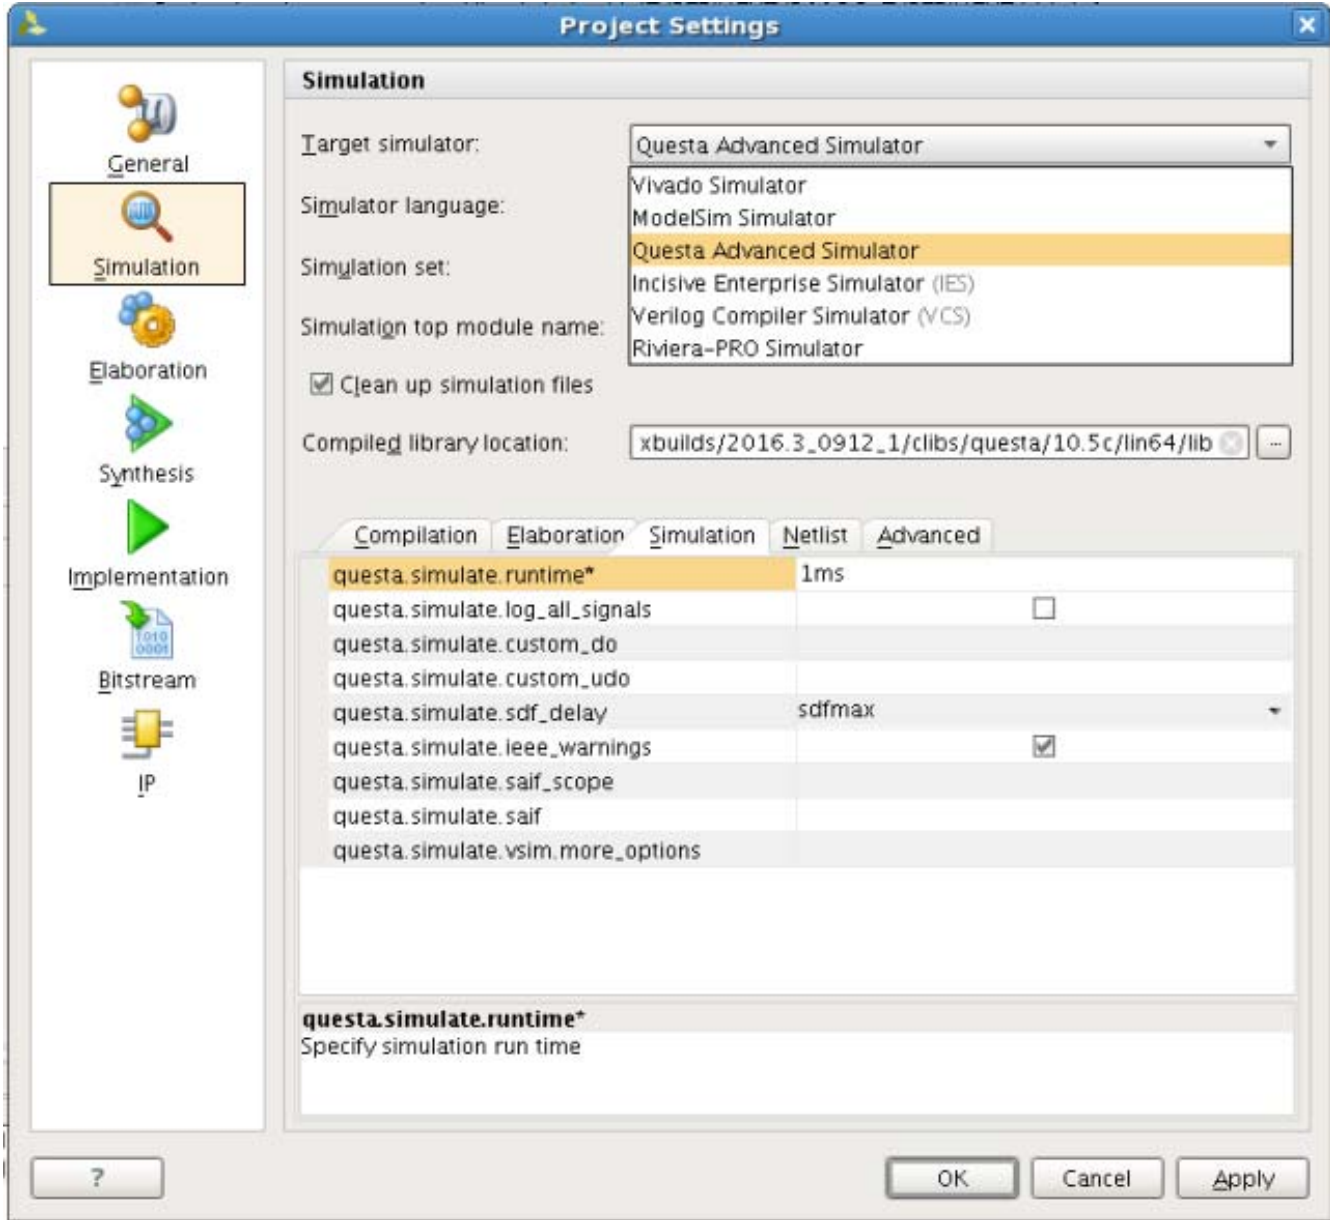 Project Settings
General
Simulation
Elaboration
Synthesis
Implementation
1010
0001
Bitstream
IP
Simulation
Target simulator: Questa Advanced Simulator
Vivado Simulator
Simulator language:
ModelSim Simulator
Questa Advanced Simulator
Simulation set:
Incisive Enterprise Simulator (IES)
Verilog Compiler Simulator (VCS)
Simulation top module name:
Riviera-PRO Simulator
Clean up simulation files
Compiled library location: xbuilds/2016.3_0912_1/clibs/questa/10.5c/lin64/lib ...
Compilation Elaboration Simulation Netlist Advanced
questa.simulate.runtime* 1ms
questa.simulate.log_all_signals
questa.simulate.custom_do
questa.simulate.custom_udo
questa.simulate.sdf_delay sdfmax
questa.simulate.ieee_warnings
questa.simulate.saif_scope
questa.simulate.saif
questa.simulate.vsim.more_options
questa.simulate.runtime*
Specify simulation run time
? OK Cancel Apply